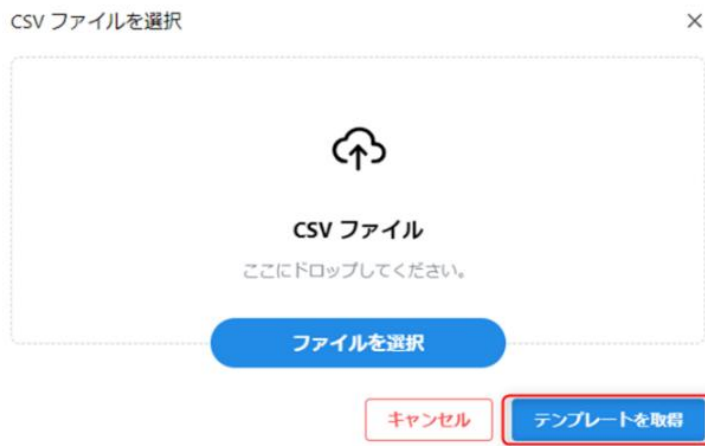 CSV ファイルを選択
CSV ファイル
ここにドロップしてください。
ファイルを選択
キャンセル
テンプレートを取得